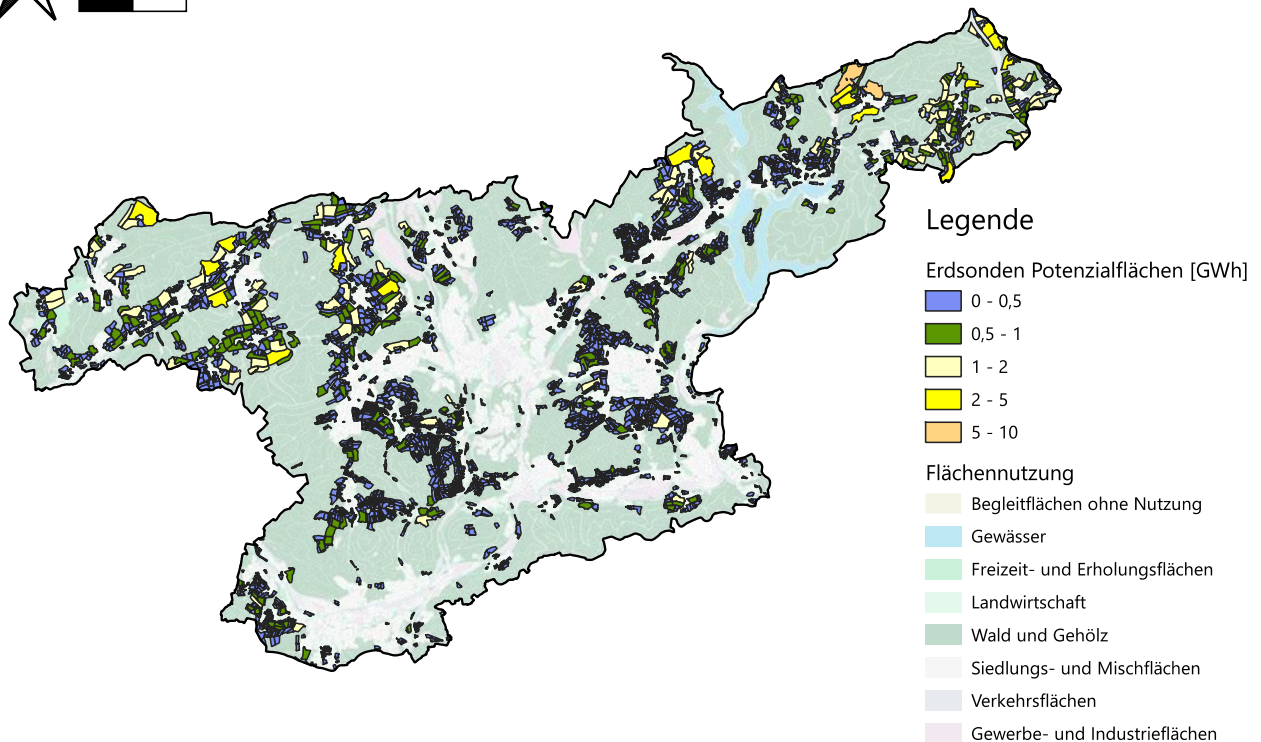 Legende
Erdsonden Potenzialflächen [GWh]
0 - 0,5
0,5 - 1
1 - 2
2 - 5
5 - 10
Flächennutzung
Begleitflächen ohne Nutzung
Gewässer
Freizeit- und Erholungsflächen
Landwirtschaft
Wald und Gehölz
Siedlungs- und Mischflächen
Verkehrsflächen
Gewerbe- und Industrieflächen